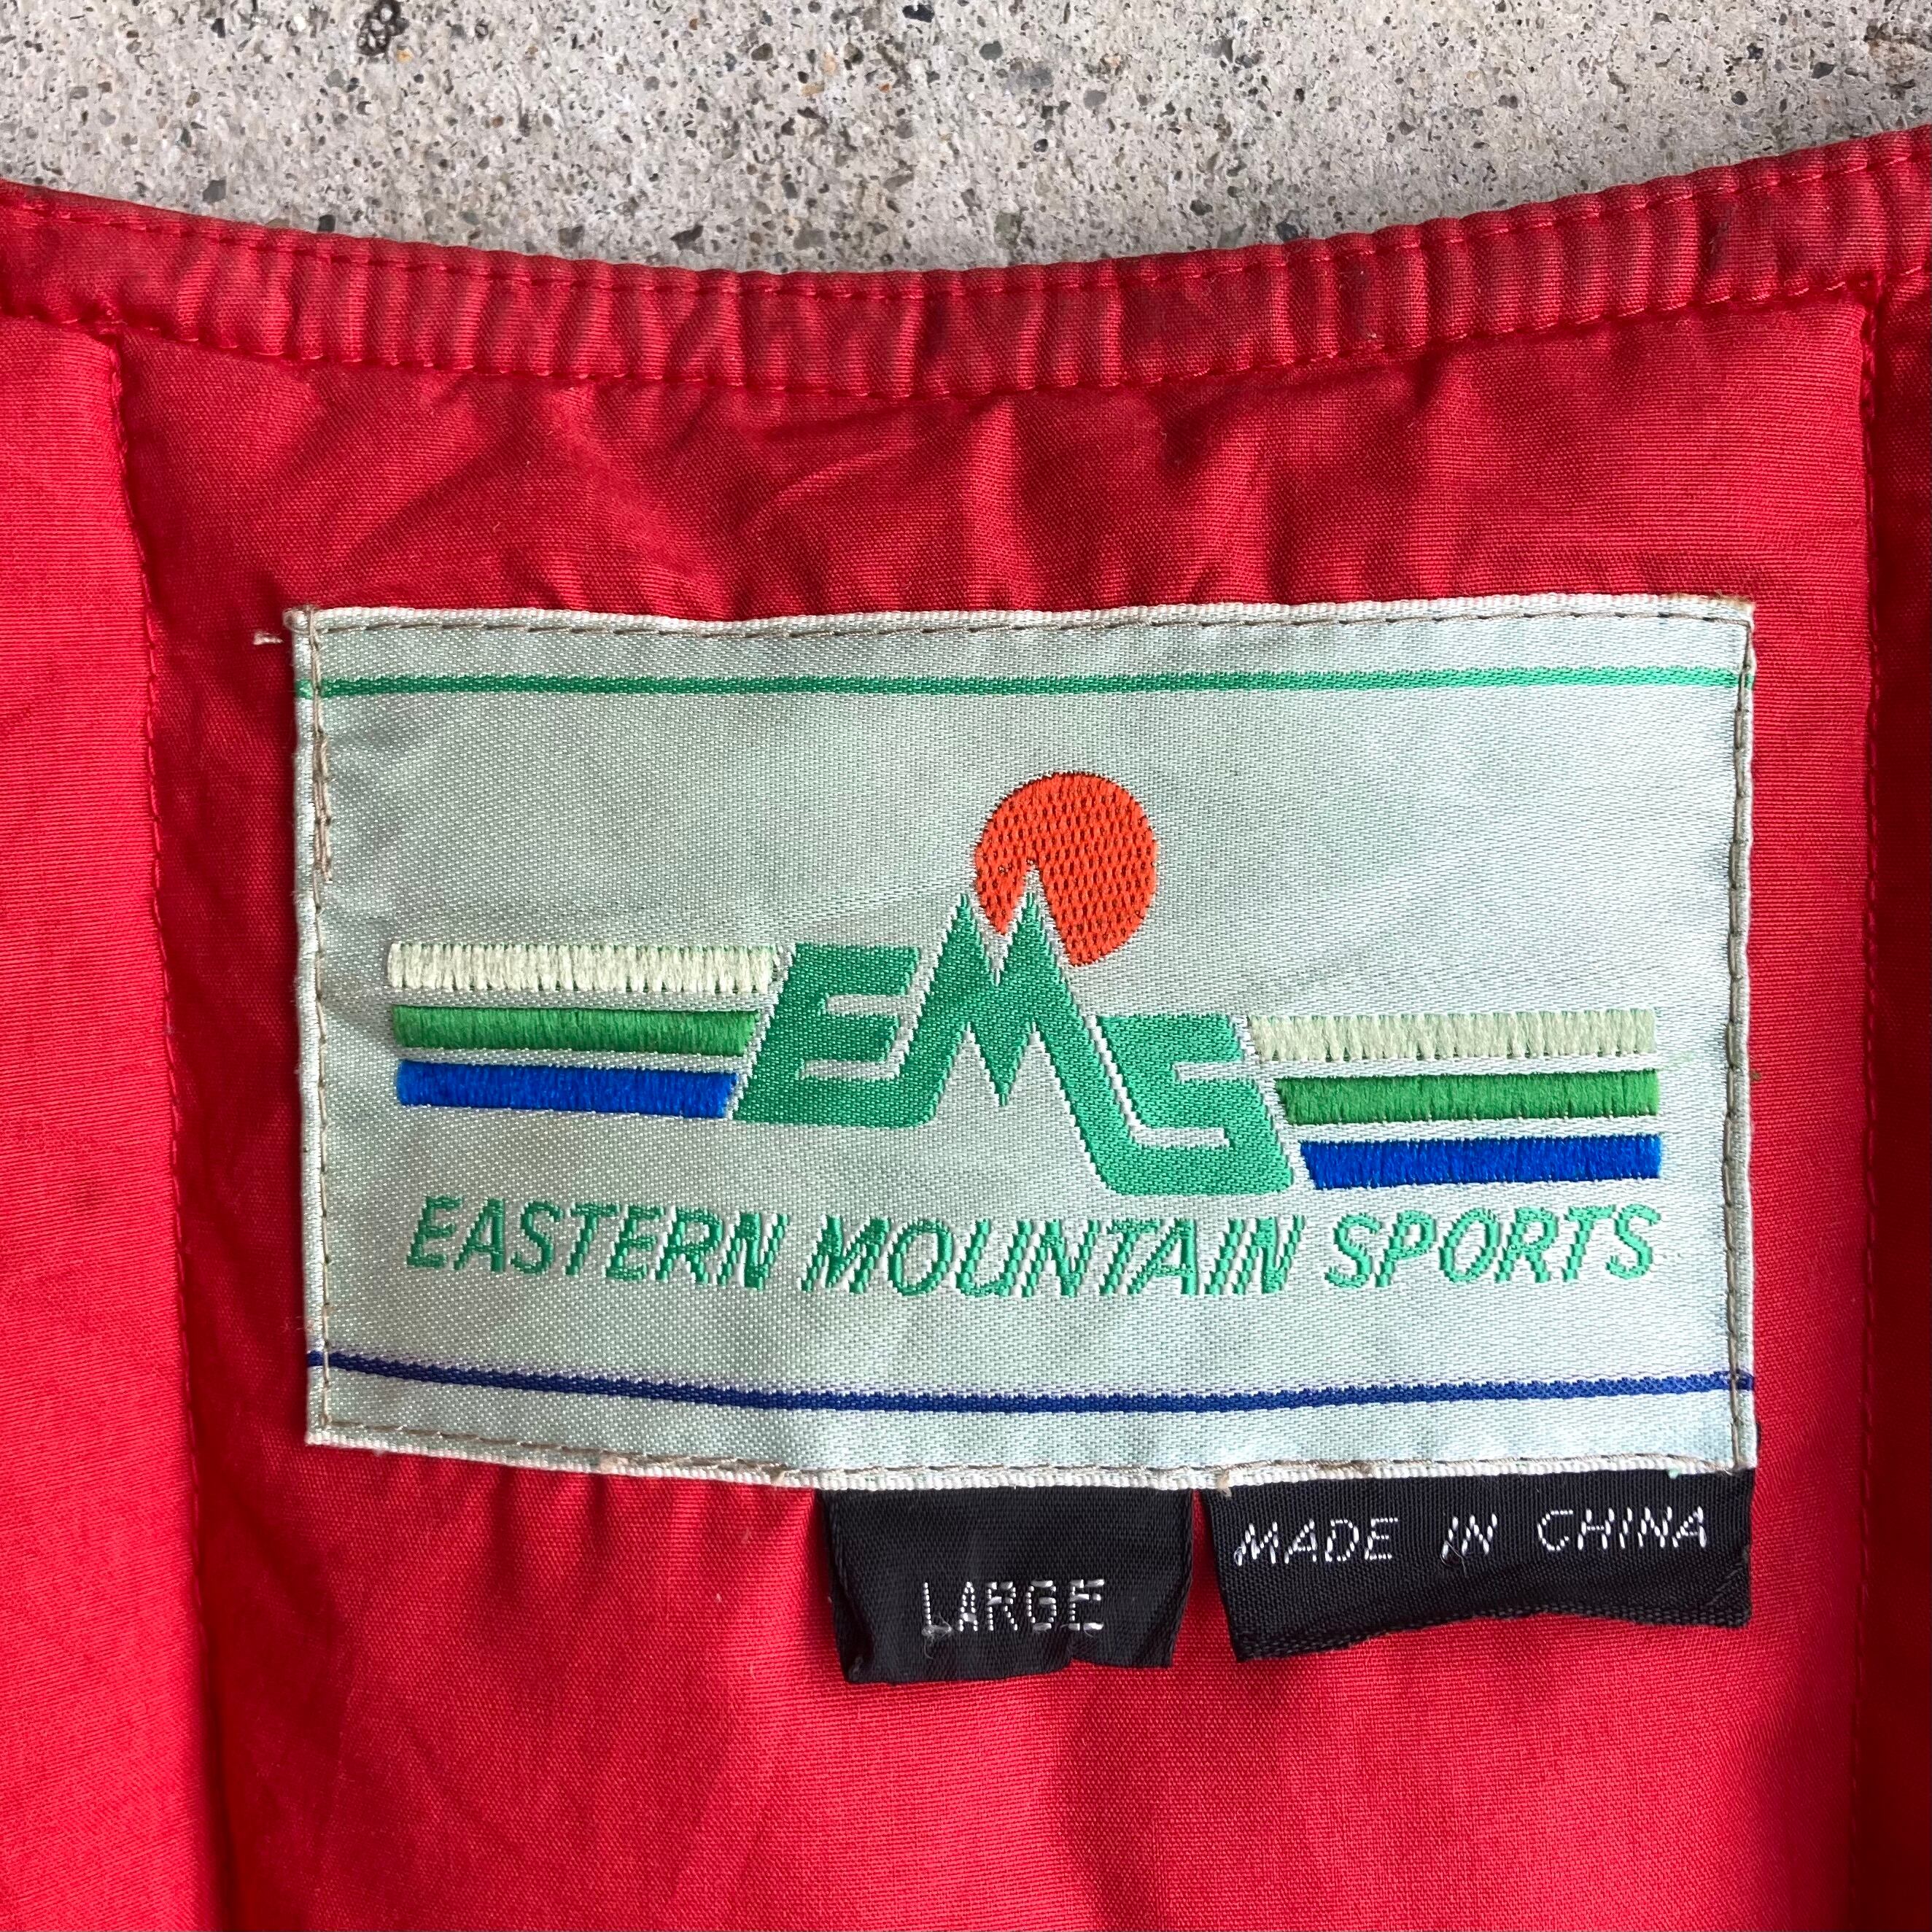 EMS
EASTERN MOUNTAIN SPORTS
LARGE
MADE IN CHINA